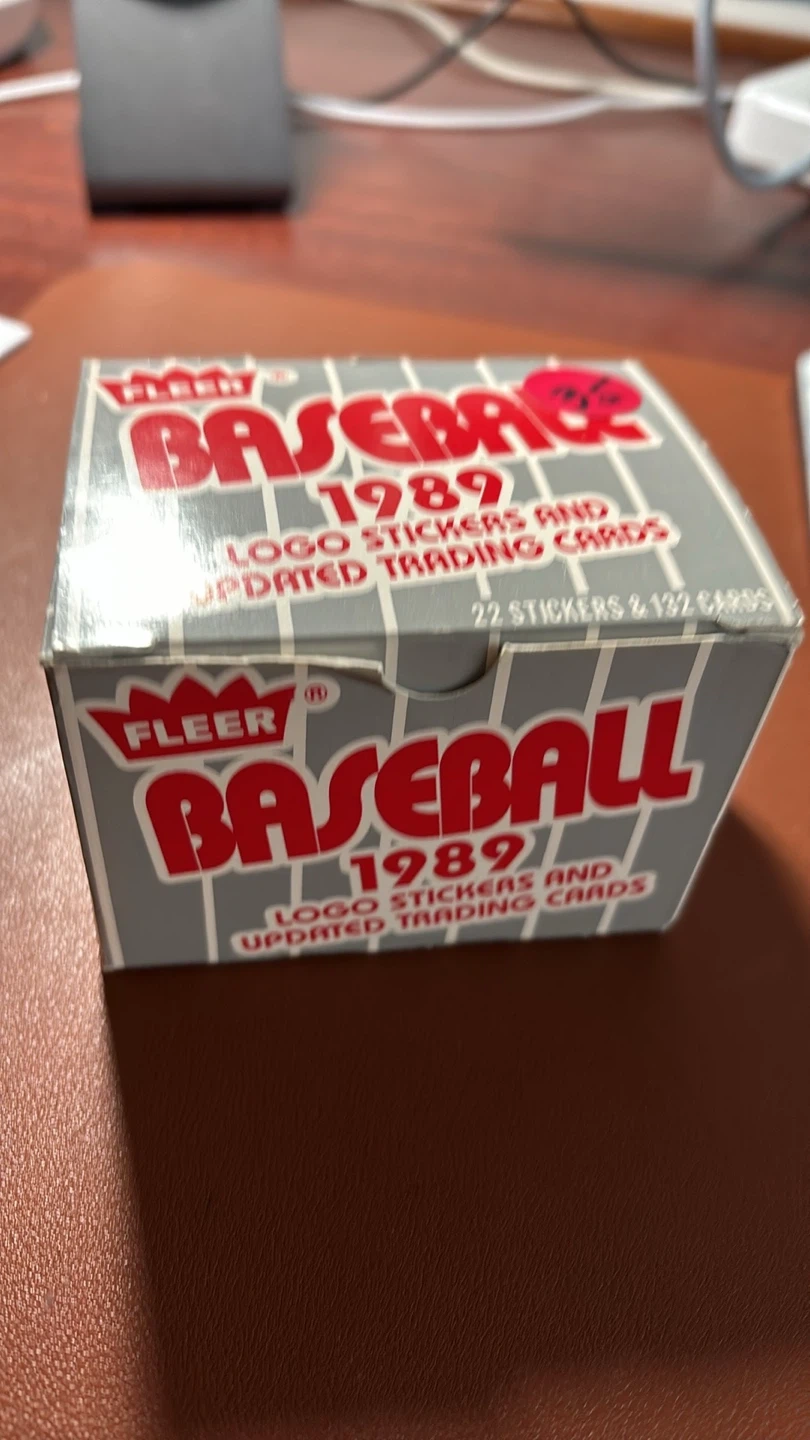 FLEER ®
BASEBALL
1989
LOGO STICKERS AND
UPDATED TRADING CARDS
22 STICKERS & 132 CARDS
FLEER ®
BASEBALL
1989
LOGO STICKERS AND
UPDATED TRADING CARDS